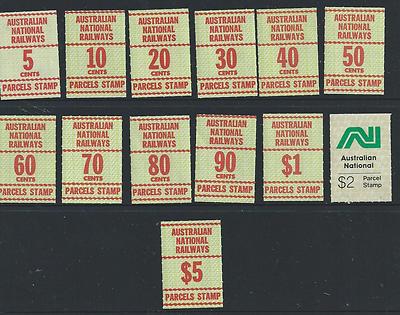 AUSTRALIAN
NATIONAL
RAILWAYS
5
CENTS
PARCELS STAMP
AUSTRALIAN
NATIONAL
RAILWAYS
10
CENTS
PARCELS STAMP
AUSTRALIAN
NATIONAL
RAILWAYS
20
CENTS
PARCELS STAMP
AUSTRALIAN
NATIONAL
RAILWAYS
30
CENTS
PARCELS STAMP
AUSTRALIAN
NATIONAL
RAILWAYS
40
CENTS
PARCELS STAMP
AUSTRALIAN
NATIONAL
RAILWAYS
50
CENTS
PARCELS STAMP
AUSTRALIAN
NATIONAL
RAILWAYS
60
CENTS
PARCELS STAMP
AUSTRALIAN
NATIONAL
RAILWAYS
70
CENTS
PARCELS STAMP
AUSTRALIAN
NATIONAL
RAILWAYS
80
CENTS
PARCELS STAMP
AUSTRALIAN
NATIONAL
RAILWAYS
90
CENTS
PARCELS STAMP
AUSTRALIAN
NATIONAL
RAILWAYS
$1
PARCELS STAMP
AN
Australian
National
$2 Parcel
Stamp
AUSTRALIAN
NATIONAL
RAILWAYS
$5
PARCELS STAMP